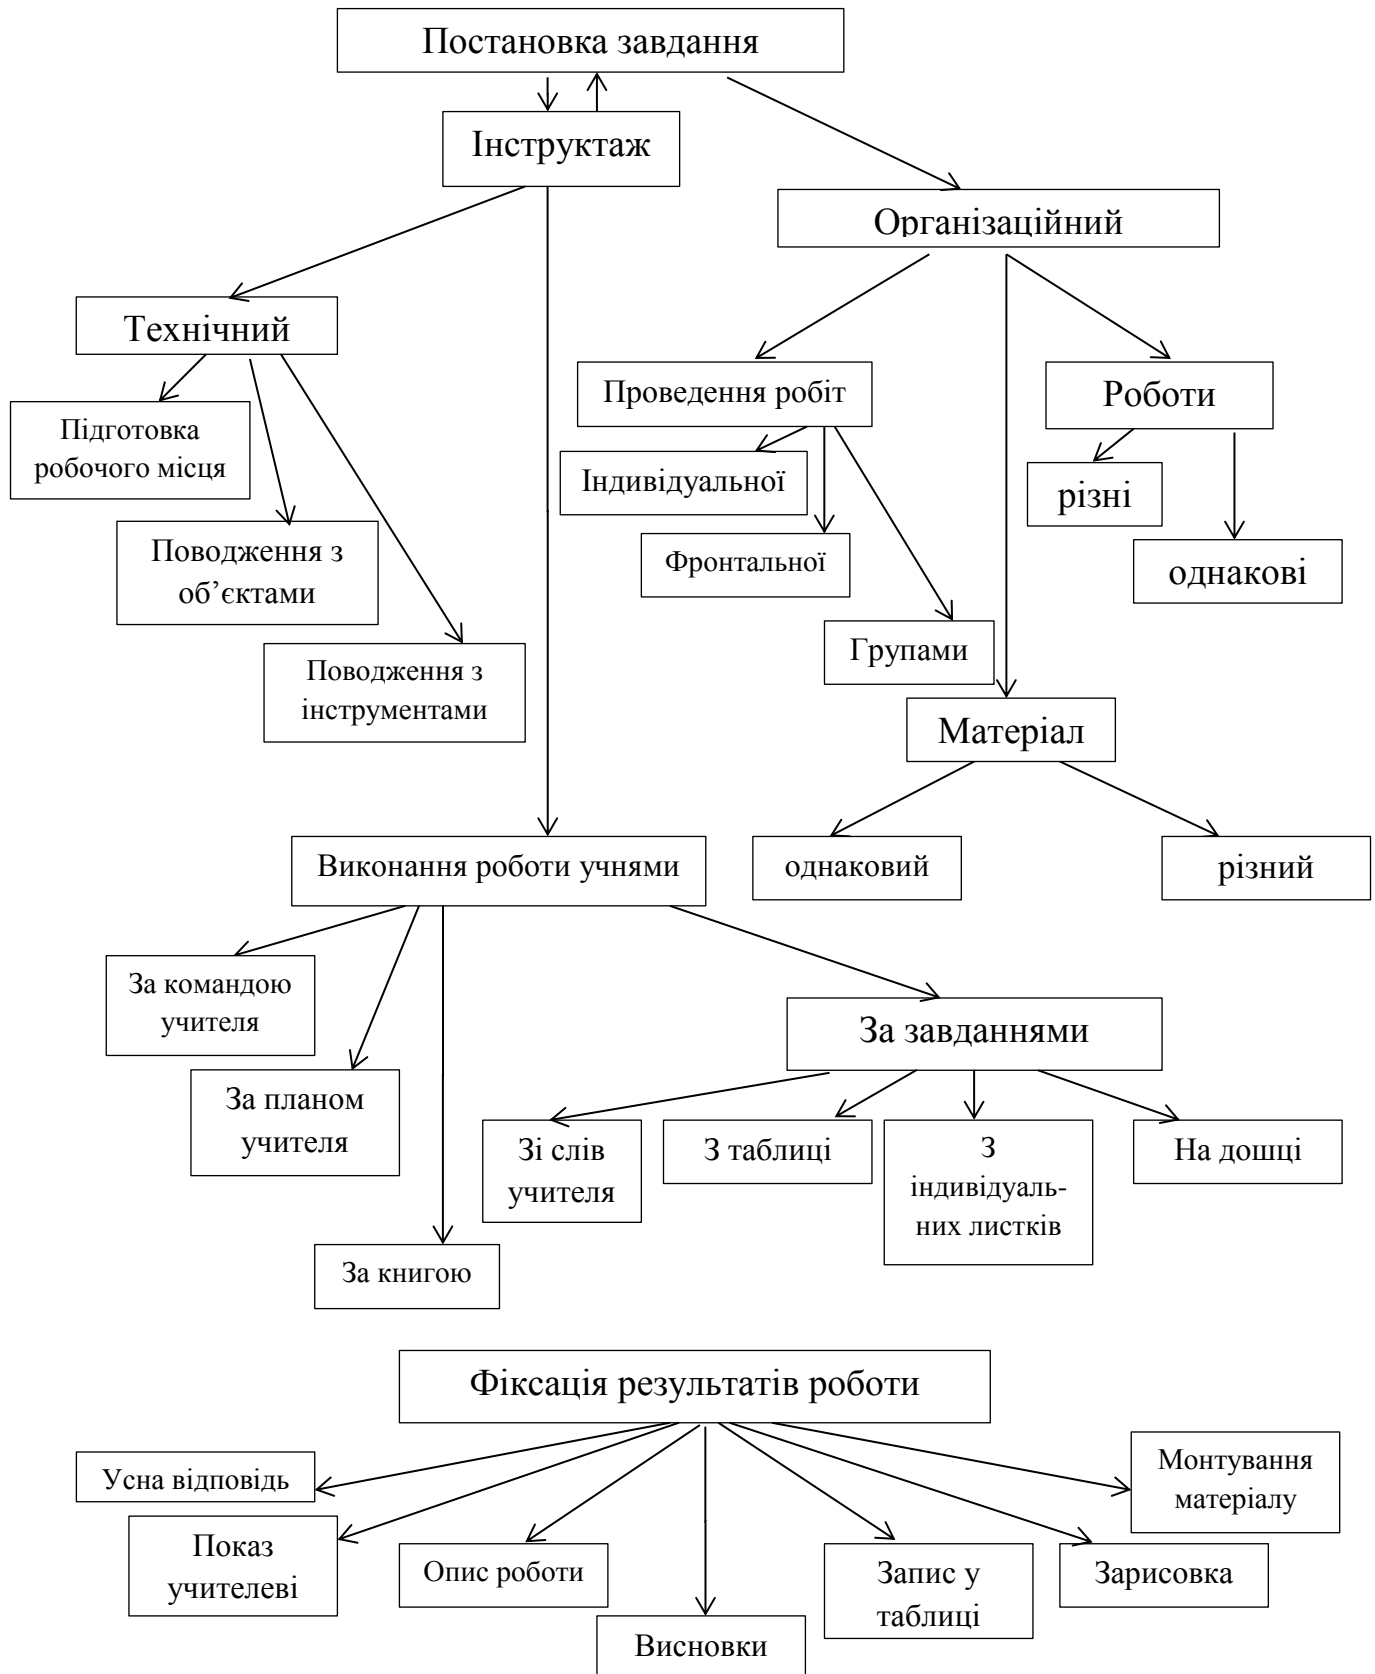 Постановка завдання
Інструктаж
Організаційний
Технічний
Проведення робіт
Роботи
Підготовка
робочого місця
Індивідуальної
різні
Поводження з
об’єктами
Фронтальної
однакові
Групами
Поводження з
інструментами
Матеріал
Виконання роботи учнями
однаковий
різний
За командою
учителя
За завданнями
За планом
учителя
Зі слів
учителя
З таблиці
З
індивідуаль-
них листків
На дошці
За книгою
Фіксація результатів роботи
Усна відповідь
Монтування
матеріалу
Показ
учителеві
Опис роботи
Запис у
таблиці
Зарисовка
Висновки